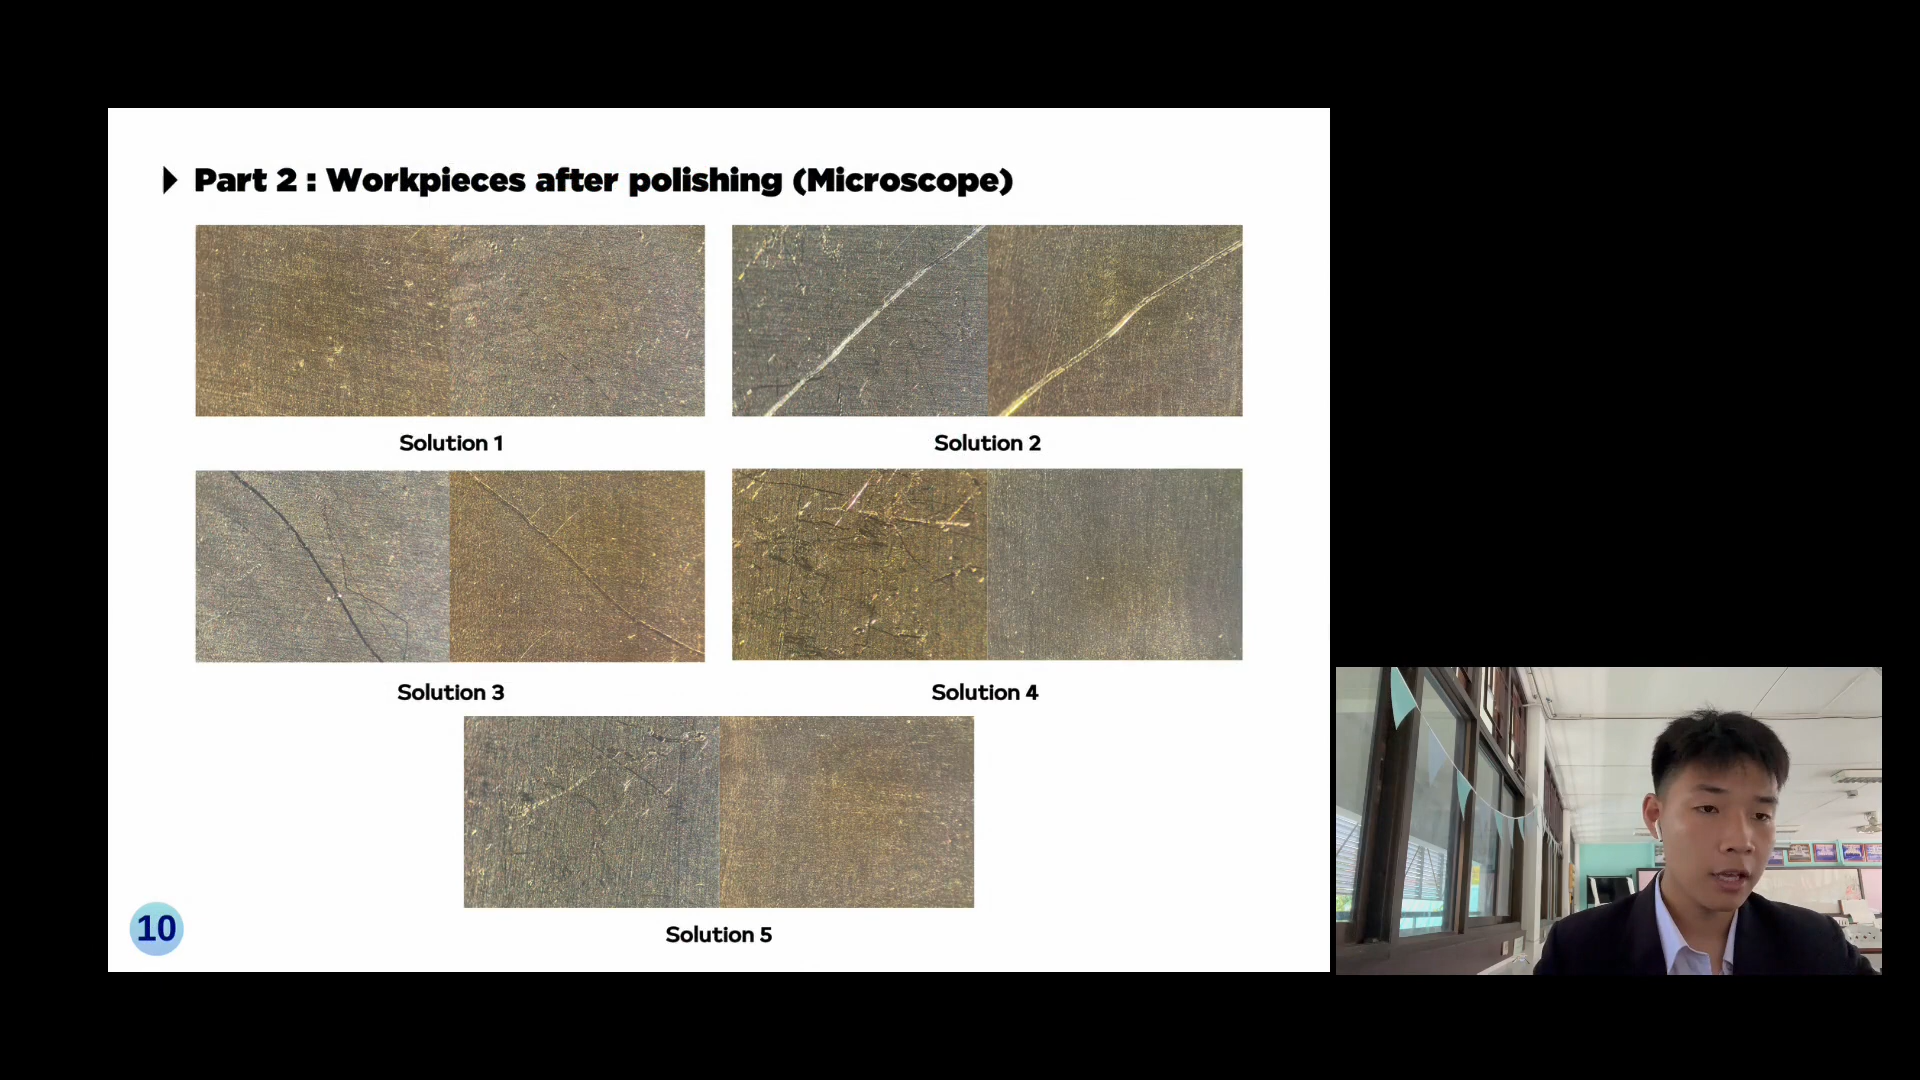 Part 2 : Workpieces after polishing (Microscope)
Solution 1
Solution 2
Solution 3
Solution 4
Solution 5
10